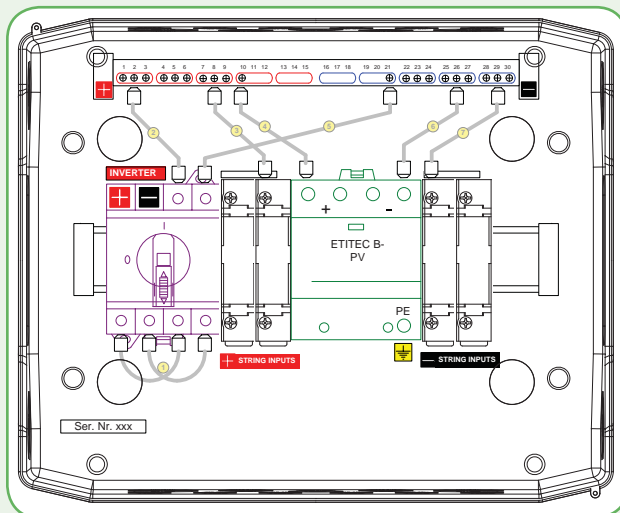 1 2 3 4 5 6 7 8 9 10 11 12 13 14 15 16 17 18 19 20 21 22 23 24 25 26 27 28 29 30
+ −
2 3 4 5 6 7
INVERTER
+ −
+ -
I
0
ETITEC B-
PV
PE
1
+ STRING INPUTS
− STRING INPUTS
Ser. Nr. xxx